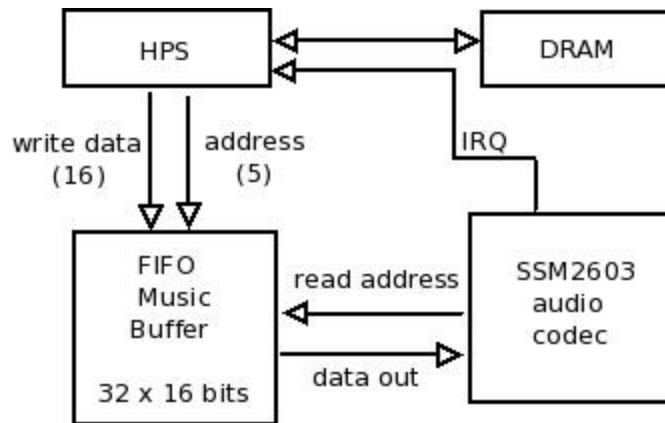 HPS
DRAM
write data
(16)
address
(5)
IRQ
FIFO
Music
Buffer
32 x 16 bits
read address
data out
SSM2603
audio
codec